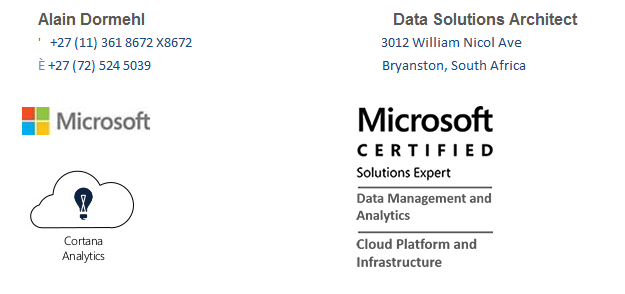 Alain Dormehl
Data Solutions Architect
' +27 (11) 361 8672 X8672
3012 William Nicol Ave
È +27 (72) 524 5039
Bryanston, South Africa
Microsoft
Microsoft
CERTIFIED
Solutions Expert
Data Management and
Analytics
Cloud Platform and
Infrastructure
Cortana
Analytics